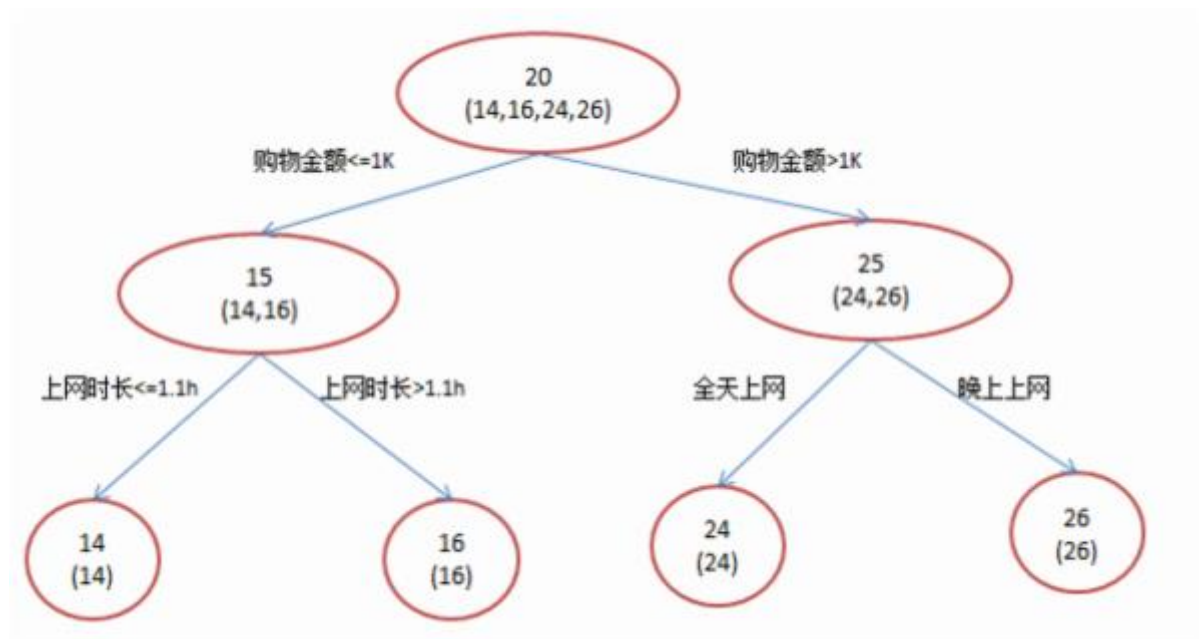 20
(14,16,24,26)
购物金额<=1K
购物金额>1K
15
(14,16)
25
(24,26)
上网时长<=1.1h
上网时长>1.1h
全天上网
晚上上网
14
(14)
16
(16)
24
(24)
26
(26)